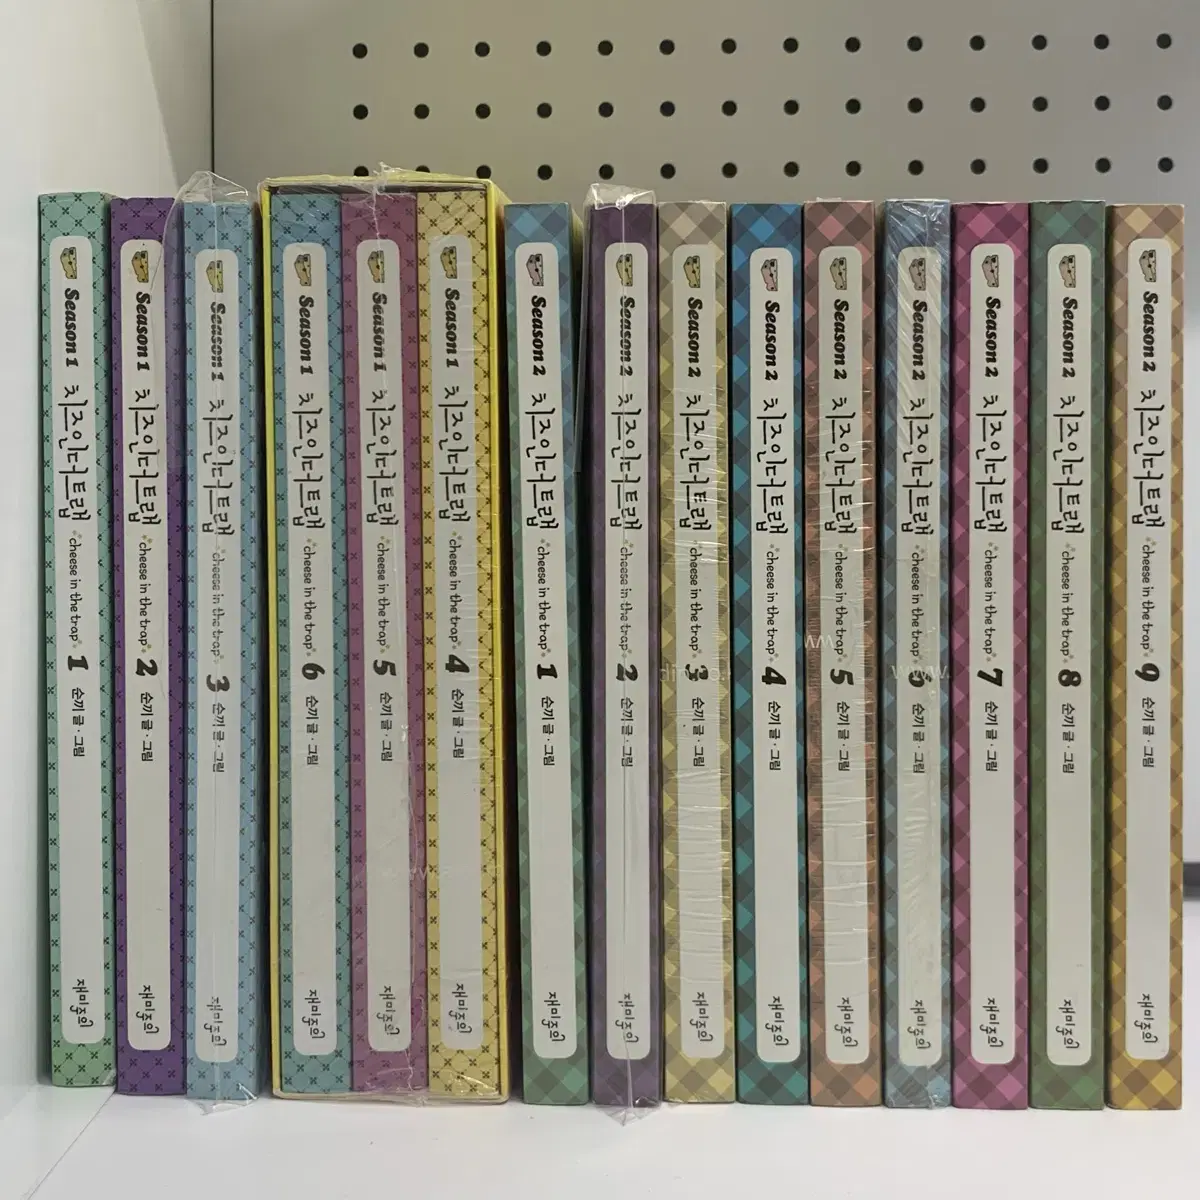 Season 1 치즈인더트랩 cheese in the trap 1 순끼 글·그림 재미주의
Season 1 치즈인더트랩 cheese in the trap 2 순끼 글·그림 재미주의
Season 1 치즈인더트랩 cheese in the trap 3 순끼 글·그림 재미주의
Season 1 치즈인더트랩 cheese in the trap 6 순끼 글·그림 재미주의
Season 1 치즈인더트랩 cheese in the trap 5 순끼 글·그림 재미주의
Season 1 치즈인더트랩 cheese in the trap 4 순끼 글·그림 재미주의
Season 2 치즈인더트랩 cheese in the trap 1 순끼 글·그림 재미주의
Season 2 치즈인더트랩 cheese in the trap 2 순끼 글·그림 재미주의
Season 2 치즈인더트랩 cheese in the trap 3 순끼 글·그림 재미주의
Season 2 치즈인더트랩 cheese in the trap 4 순끼 글·그림 재미주의
Season 2 치즈인더트랩 cheese in the trap 5 순끼 글·그림 재미주의
Season 2 치즈인더트랩 cheese in the trap 6 순끼 글·그림 재미주의
Season 2 치즈인더트랩 cheese in the trap 7 순끼 글·그림 재미주의
Season 2 치즈인더트랩 cheese in the trap 8 순끼 글·그림 재미주의
Season 2 치즈인더트랩 cheese in the trap 9 순끼 글·그림 재미주의